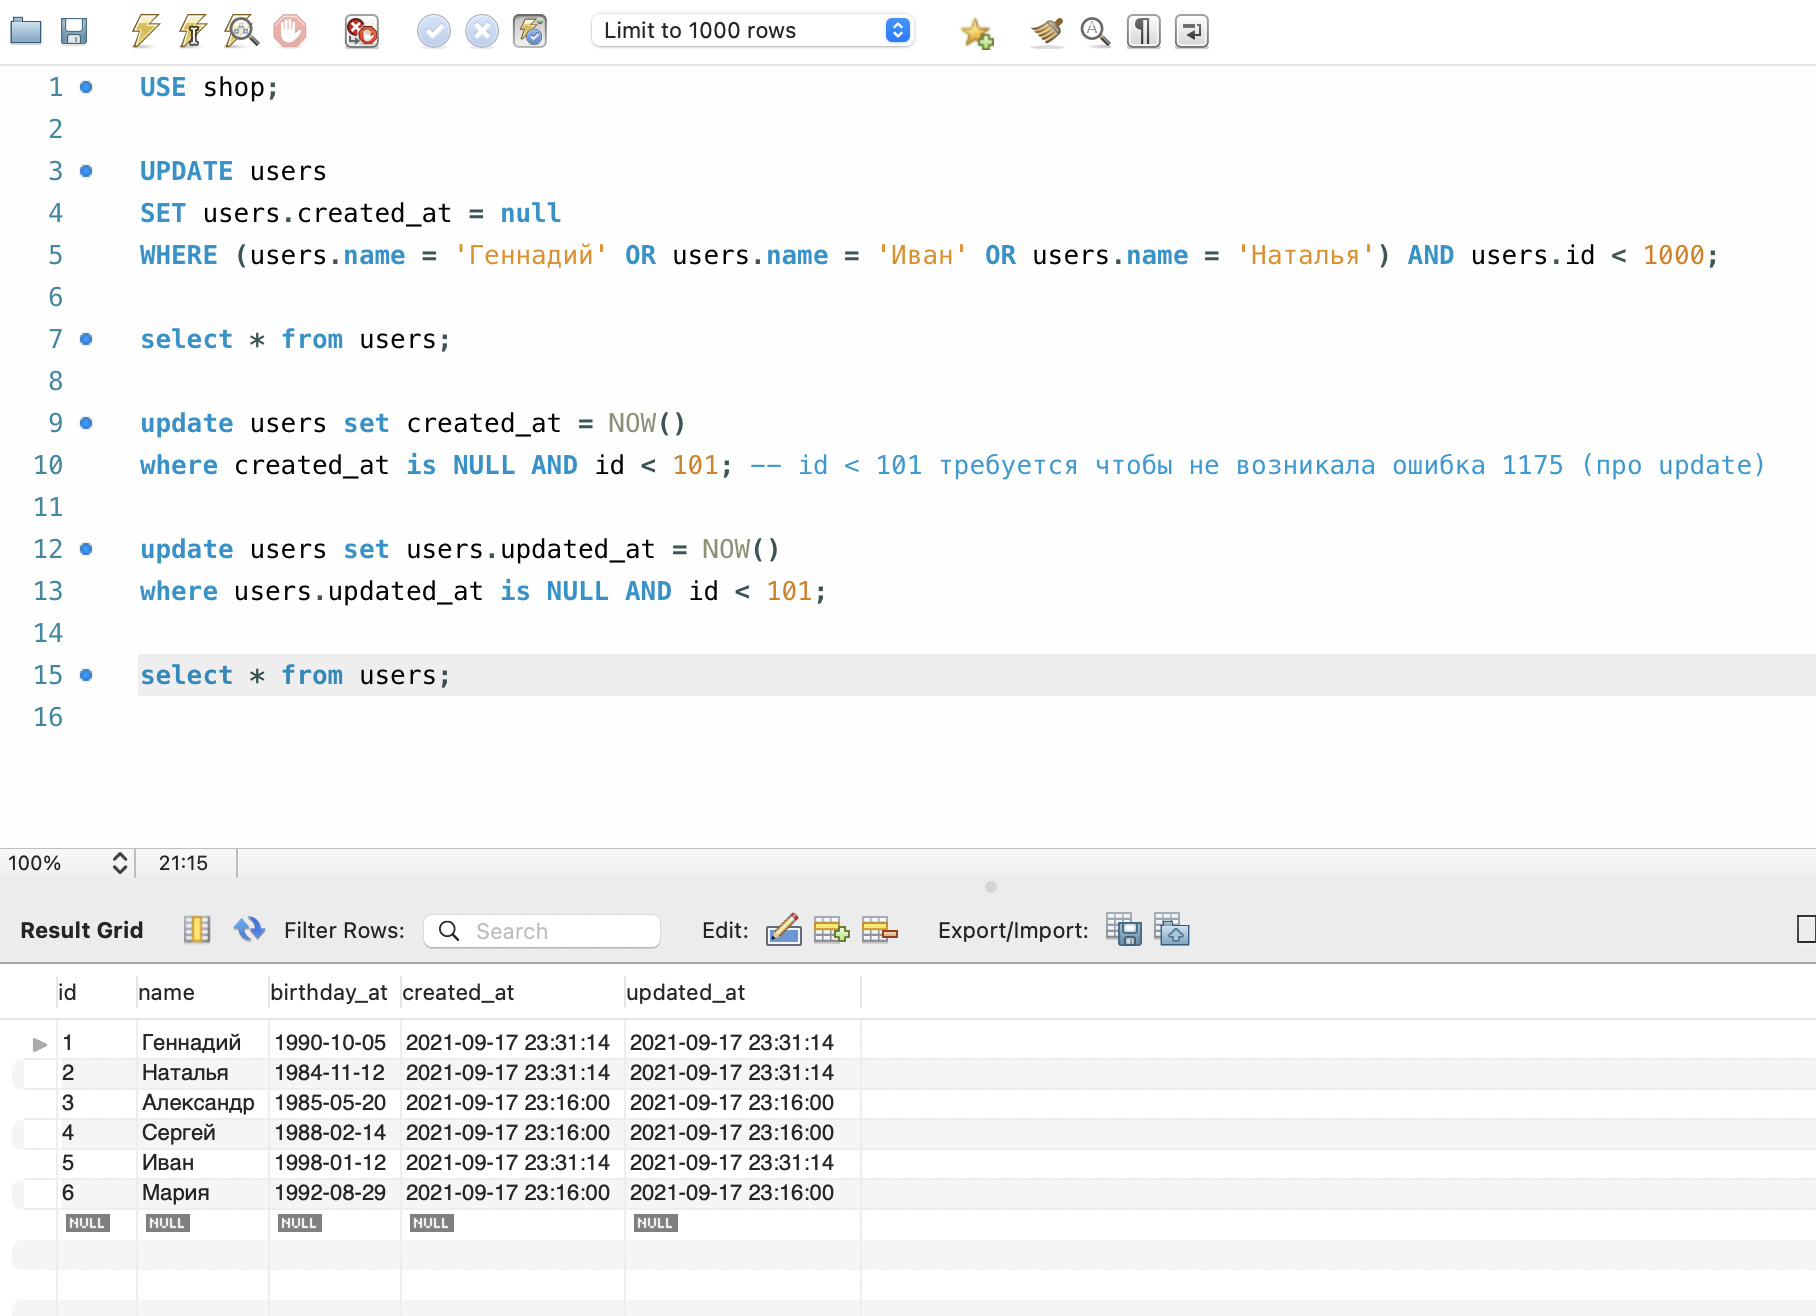 Limit to 1000 rows
1 USE shop;
2
3 UPDATE users
4 SET users.created_at = null
5 WHERE (users.name = 'Геннадий' OR users.name = 'Иван' OR users.name = 'Наталья') AND users.id < 1000;
6
7 select * from users;
8
9 update users set created_at = NOW()
10 where created_at is NULL AND id < 101; -- id < 101 требуется чтобы не возникала ошибка 1175 (про update)
11
12 update users set users.updated_at = NOW()
13 where users.updated_at is NULL AND id < 101;
14
15 select * from users;
16
100% 21:15
Result Grid Filter Rows: Search Edit: Export/Import:
id name birthday_at created_at updated_at
1 Геннадий 1990-10-05 2021-09-17 23:31:14 2021-09-17 23:31:14
2 Наталья 1984-11-12 2021-09-17 23:31:14 2021-09-17 23:31:14
3 Александр 1985-05-20 2021-09-17 23:16:00 2021-09-17 23:16:00
4 Сергей 1988-02-14 2021-09-17 23:16:00 2021-09-17 23:16:00
5 Иван 1998-01-12 2021-09-17 23:31:14 2021-09-17 23:31:14
6 Мария 1992-08-29 2021-09-17 23:16:00 2021-09-17 23:16:00
NULL NULL NULL NULL NULL